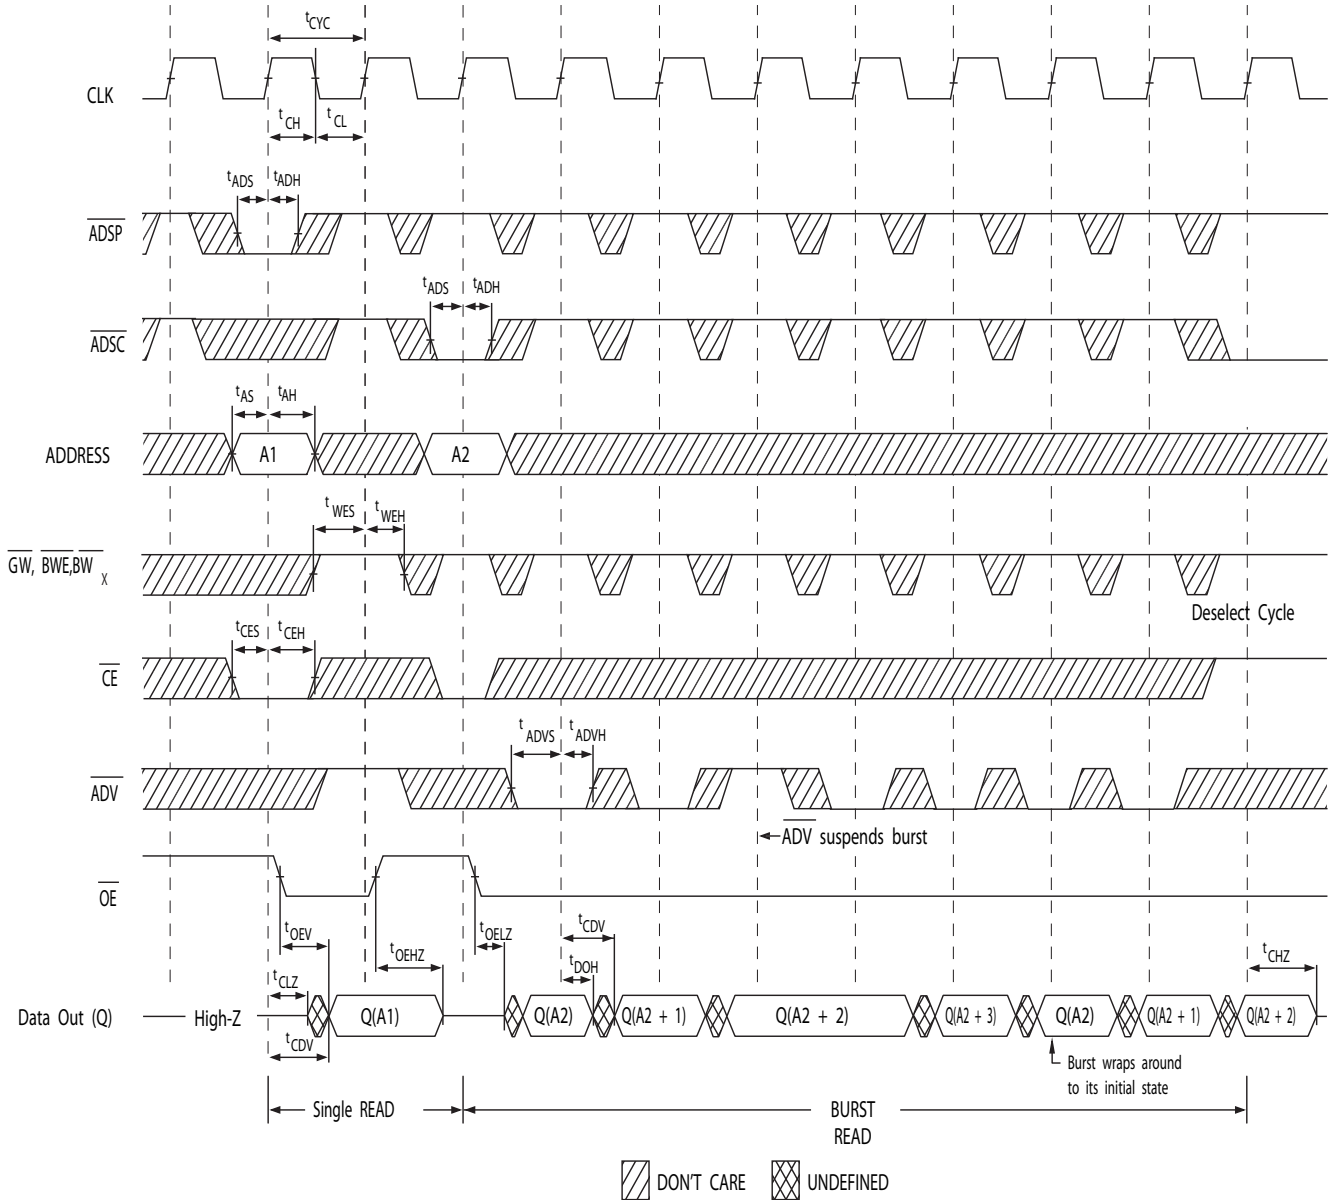 tCYC
CLK
tCH
tCL
tADS
tADH
ADSP
tADS
tADH
ADSC
tAS
tAH
ADDRESS
A1
A2
tWES
tWEH
GW, BWE,BWX
Deselect Cycle
tCES
tCEH
CE
tADVS
tADVH
ADV
ADV suspends burst
OE
tOEV
tOEHZ
tOELZ
tCDV
tCLZ
tDOH
tCHZ
Data Out (Q)
High-Z
Q(A1)
Q(A2)
Q(A2 + 1)
Q(A2 + 2)
Q(A2 + 3)
Q(A2)
Q(A2 + 1)
Q(A2 + 2)
tCDV
Burst wraps around
to its initial state
Single READ
BURST
READ
DON'T CARE
UNDEFINED